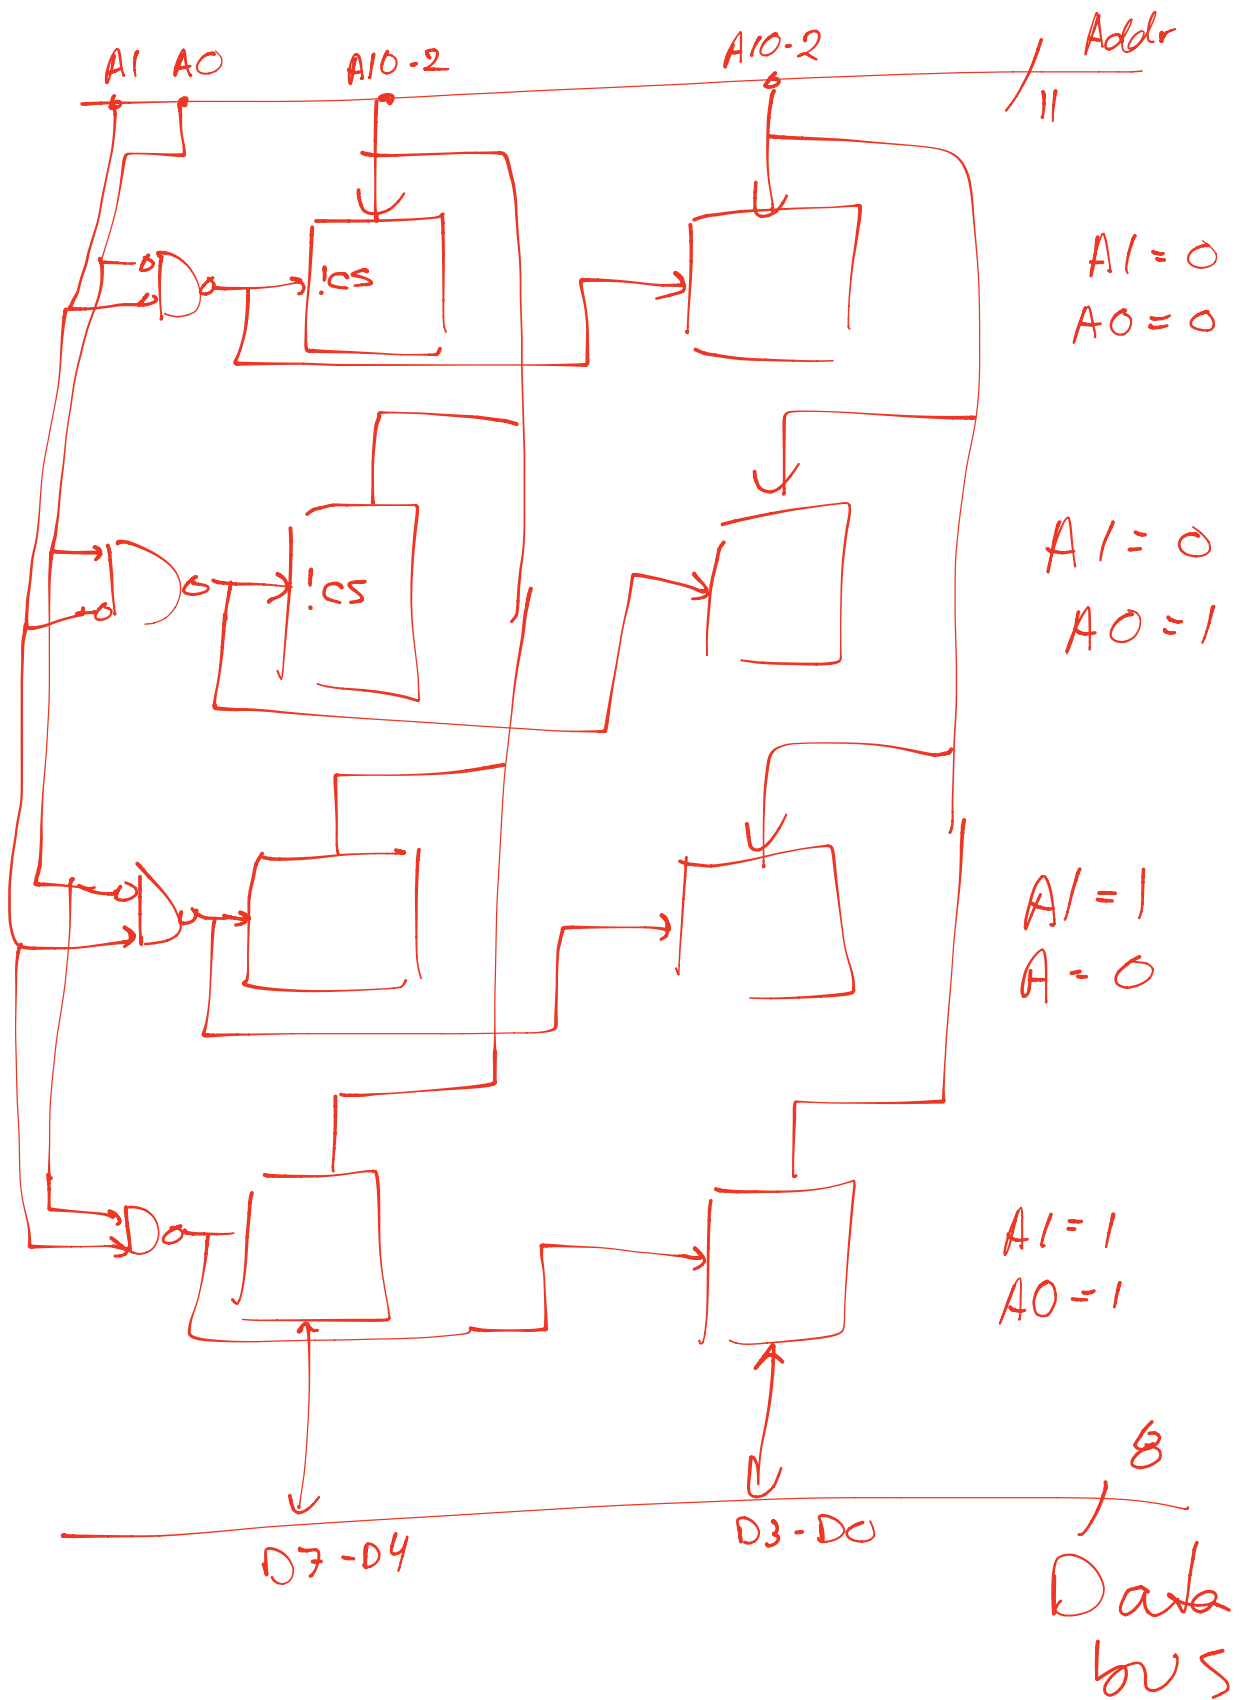 A1 A0 A10-2 A10-2 Addr
11
!CS
A1=0
A0=0
!CS
A1=0
A0=1
A1=1
A=0
A1=1
A0=1
8
D7-D4 D3-D0
Data
bus